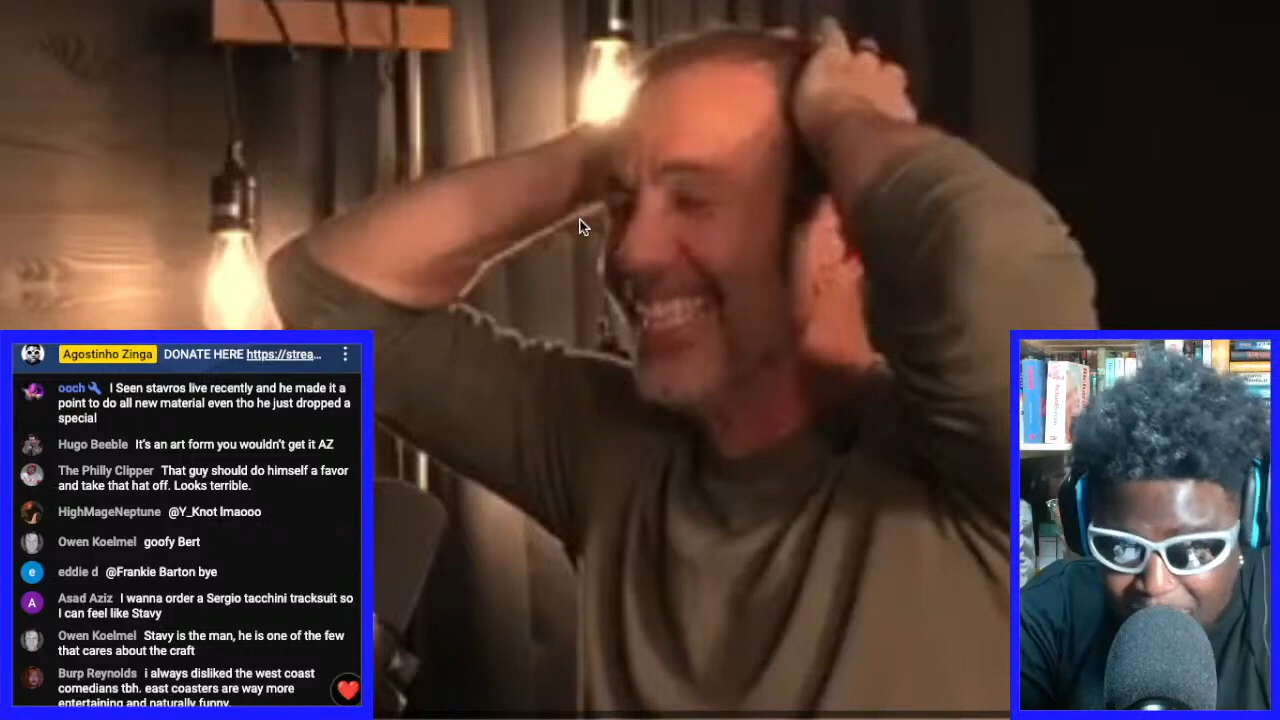 Agostinho Zinga DONATE HERE https://strea...
ooch I Seen stavros live recently and he made it a
point to do all new material even tho he just dropped a
special
Hugo Beeble It's an art form you wouldn't get it AZ
The Philly Clipper That guy should do himself a favor
and take that hat off. Looks terrible.
HighMageNeptune @Y_Knot lmaooo
Owen Koelmel goofy Bert
e
eddie d @Frankie Barton bye
A
Asad Aziz I wanna order a Sergio tacchini tracksuit so
I can feel like Stavy
Owen Koelmel Stavy is the man, he is one of the few
that cares about the craft
Burp Reynolds i always disliked the west coast
comedians tbh. east coasters are way more
entertaining and naturally funny.